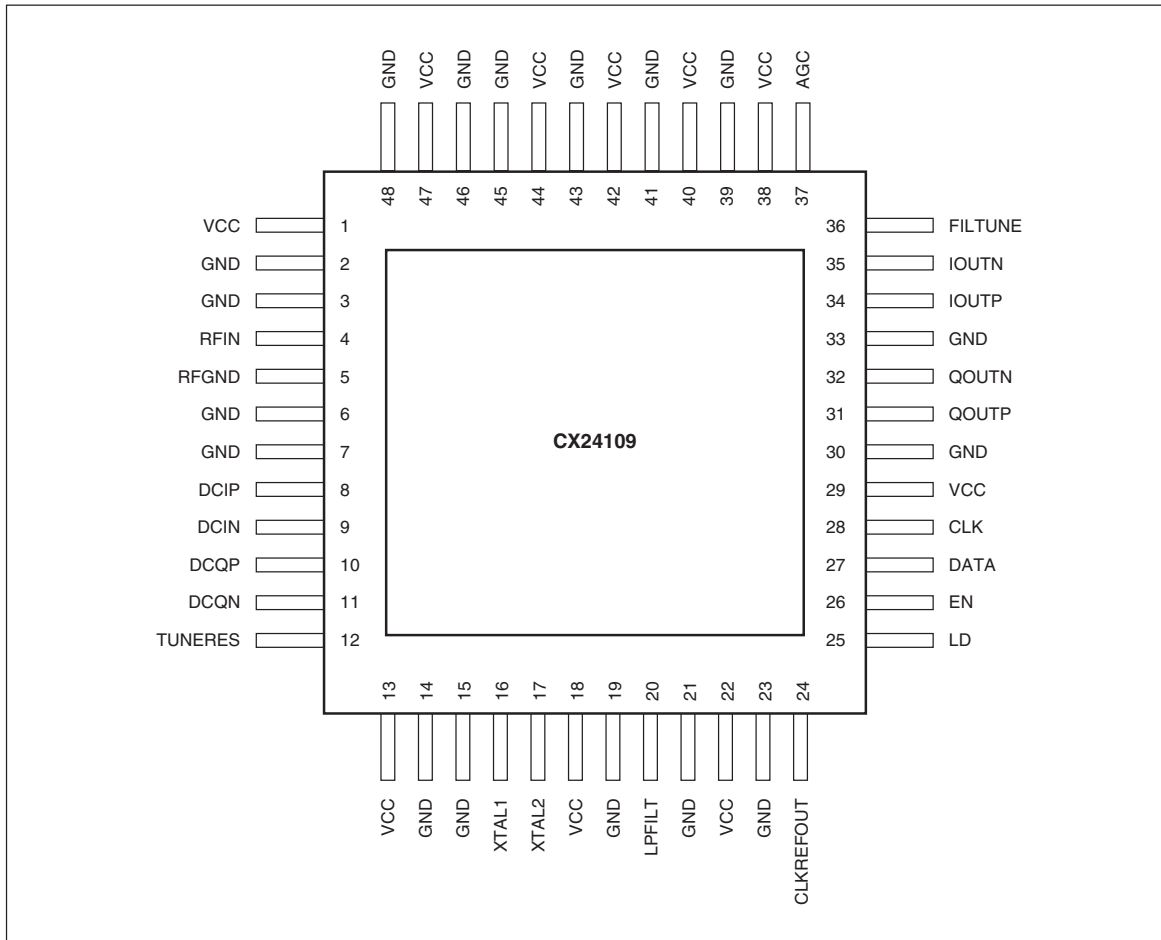 GND VCC GND GND VCC GND VCC GND VCC GND VCC AGC
48 47 46 45 44 43 42 41 40 39 38 37
VCC 1 36 FILTUNE
GND 2 35 IOUTN
GND 3 34 IOUTP
RFIN 4 33 GND
RFGND 5 32 QOUTN
GND 6 31 QOUTP
CX24109
GND 7 30 GND
DCIP 8 29 VCC
DCIN 9 28 CLK
DCQP 10 27 DATA
DCQN 11 26 EN
TUNERES 12 25 LD
13 14 15 16 17 18 19 20 21 22 23 24
VCC GND GND XTAL1 XTAL2 VCC GND LPFILT GND VCC GND CLKREFOUT